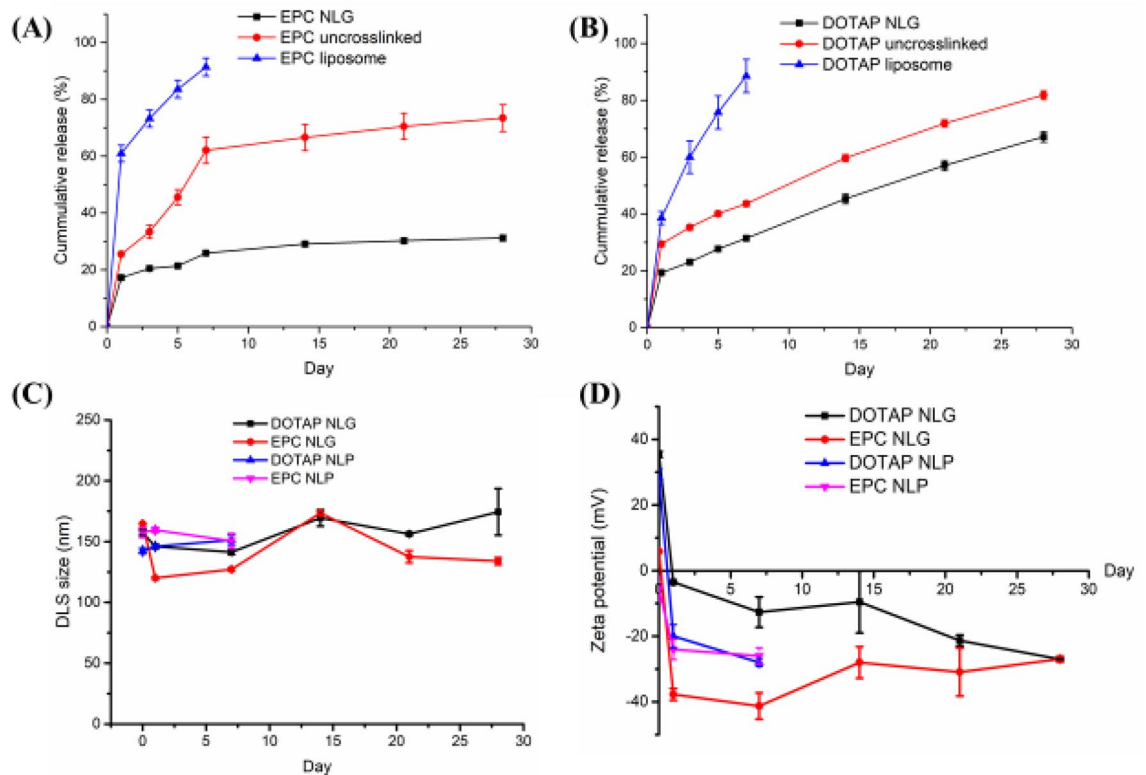 (A)
EPC NLG
EPC uncrosslinked
EPC liposome
Cummulative release (%)
100
80
60
40
20
0
0 5 10 15 20 25 30
Day
(B)
DOTAP NLG
DOTAP uncrosslinked
DOTAP liposome
Cummulative release (%)
100
80
60
40
20
0
0 5 10 15 20 25 30
Day
(C)
DOTAP NLG
EPC NLG
DOTAP NLP
EPC NLP
DLS size (nm)
250
200
150
100
50
0
0 5 10 15 20 25 30
Day
(D)
DOTAP NLG
EPC NLG
DOTAP NLP
EPC NLP
Zeta potential (mV)
40
20
0
-20
-40
0 5 10 15 20 25 30
Day